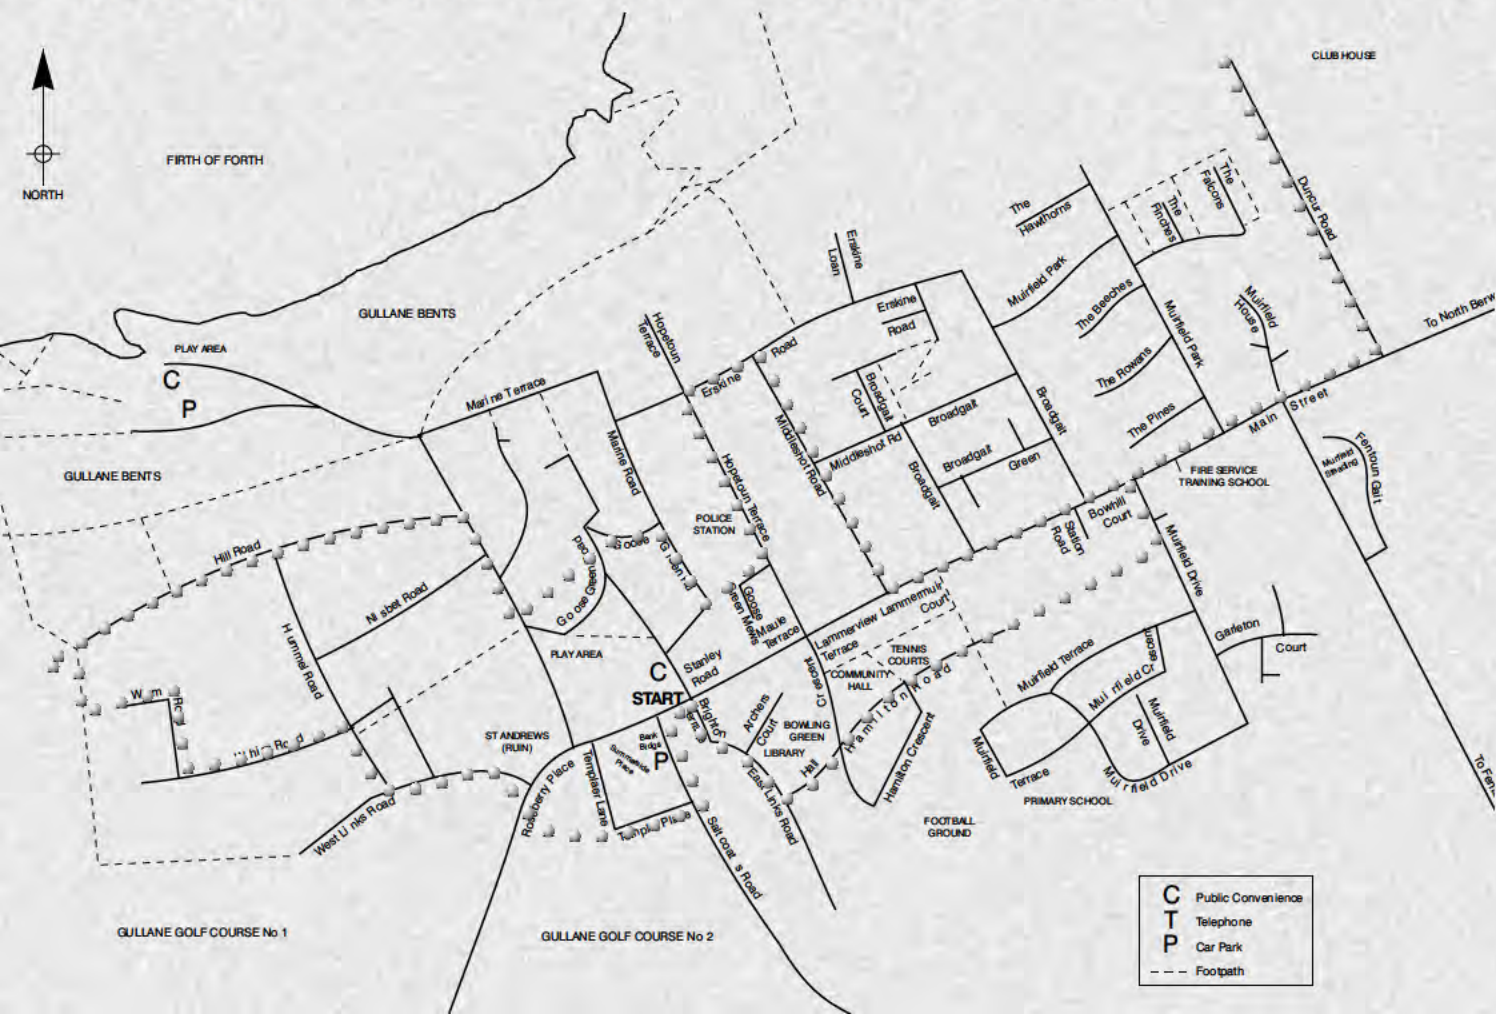 CLUB HOUSE
FIRTH OF FORTH
NORTH
The
Falcons
The
Finches
The
Hawthorns
Duncur Road
Erskine
Loan
Muirfield Park
The Beeches
Muirfield
House
Muirfield Park
To North Berw
GULLANE BENTS
Hopetoun
Terrace
Erskine
Road
PLAY AREA
C
P
Road
Erskine
The Rowans
Marine Terrace
Broadgait
Court
Broadgait
Broadgait
Main Street
The Pines
Middleshot Road
Middleshot Rd
Marine Road
Hopetoun Terrace
Broadgait
Green
Broadgait
Fentoun Gait
Muirfield
Steading
FIRE SERVICE
TRAINING SCHOOL
GULLANE BENTS
POLICE
STATION
Bowhill
Court
Station
Road
Hill Road
Goose
Green
Goose Green Road
Muirfield Drive
Nisbet Road
Goose
Green Mews
Maule
Terrace
Lammerview
Terrace
Lammermuir
Court
Hummel Road
PLAY AREA
C
START
Stanley
Road
TENNIS
COURTS
COMMUNITY
HALL
Muirfield Terrace
Muirfield Cr
Garleton
Court
Archers
Court
BOWLING
GREEN
LIBRARY
Hall
Hamilton Road
Muirfield
Drive
ST ANDREWS
(RUIN)
Bank
Bldgs
Summerside
Place
P
Roseberry Place
Templaer Lane
East Links Road
Hamilton Crescent
Muirfield
Terrace
Muirfield Drive
PRIMARY SCHOOL
West Links Road
Saltcoats Road
FOOTBALL
GROUND
GULLANE GOLF COURSE No 1
GULLANE GOLF COURSE No 2
C Public Convenience
T Telephone
P Car Park
Footpath